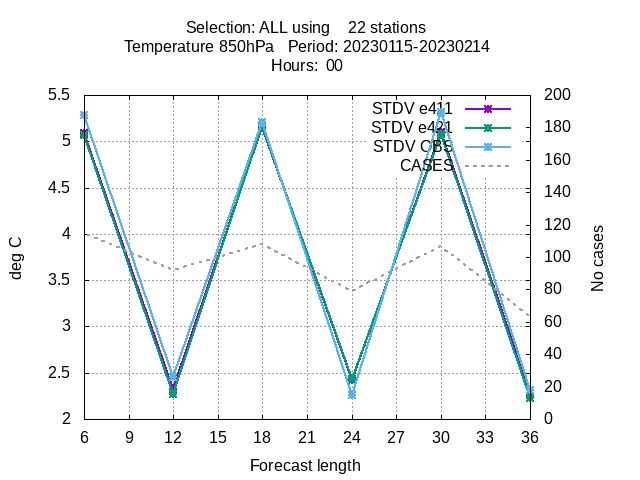 Selection: ALL using 22 stations
Temperature 850hPa Period: 20230115-20230214
Hours: 00
5.5
5
4.5
4
3.5
3
2.5
2
deg C
STDV e411
STDV e421
STDV OBS
CASES
200
180
160
140
120
100
80
60
40
20
0
No cases
6 9 12 15 18 21 24 27 30 33 36
Forecast length